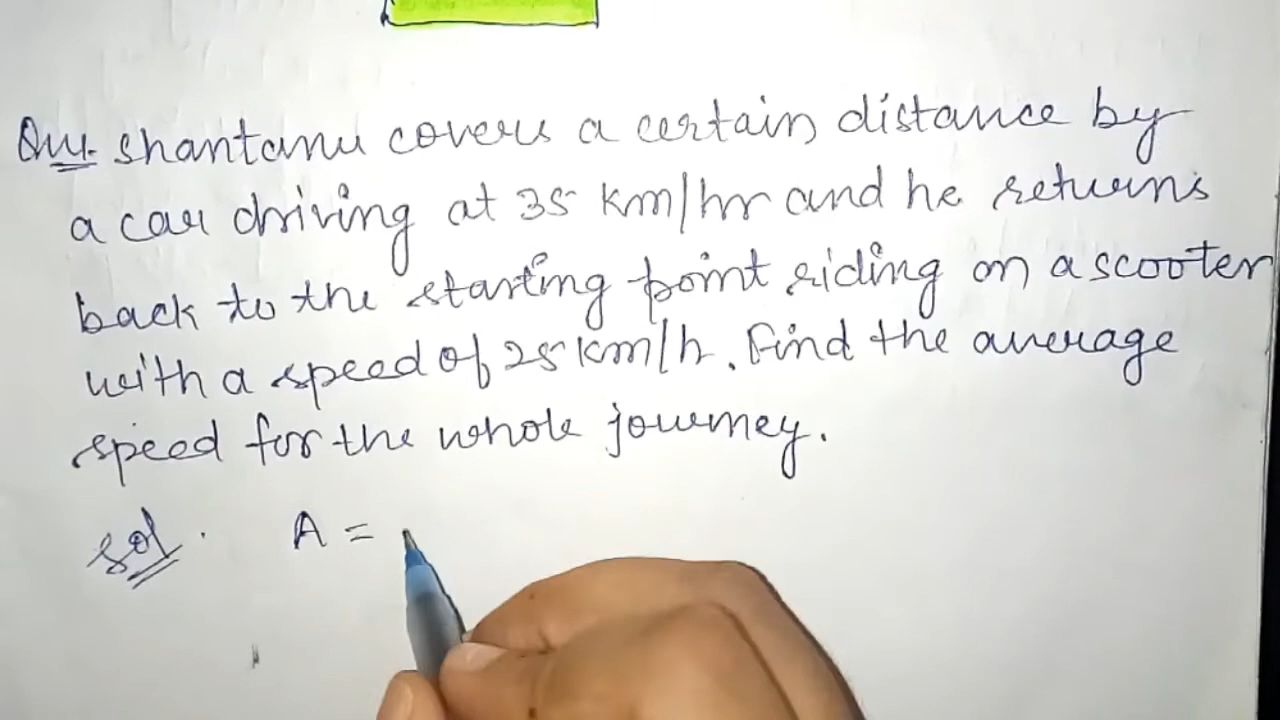 Que. Shantanu covers a certain distance by
a car driving at 35 km/hr and he returns
back to the starting point riding on a scooter
with a speed of 25 km/h. Find the average
speed for the whole journey.
Sol. A =